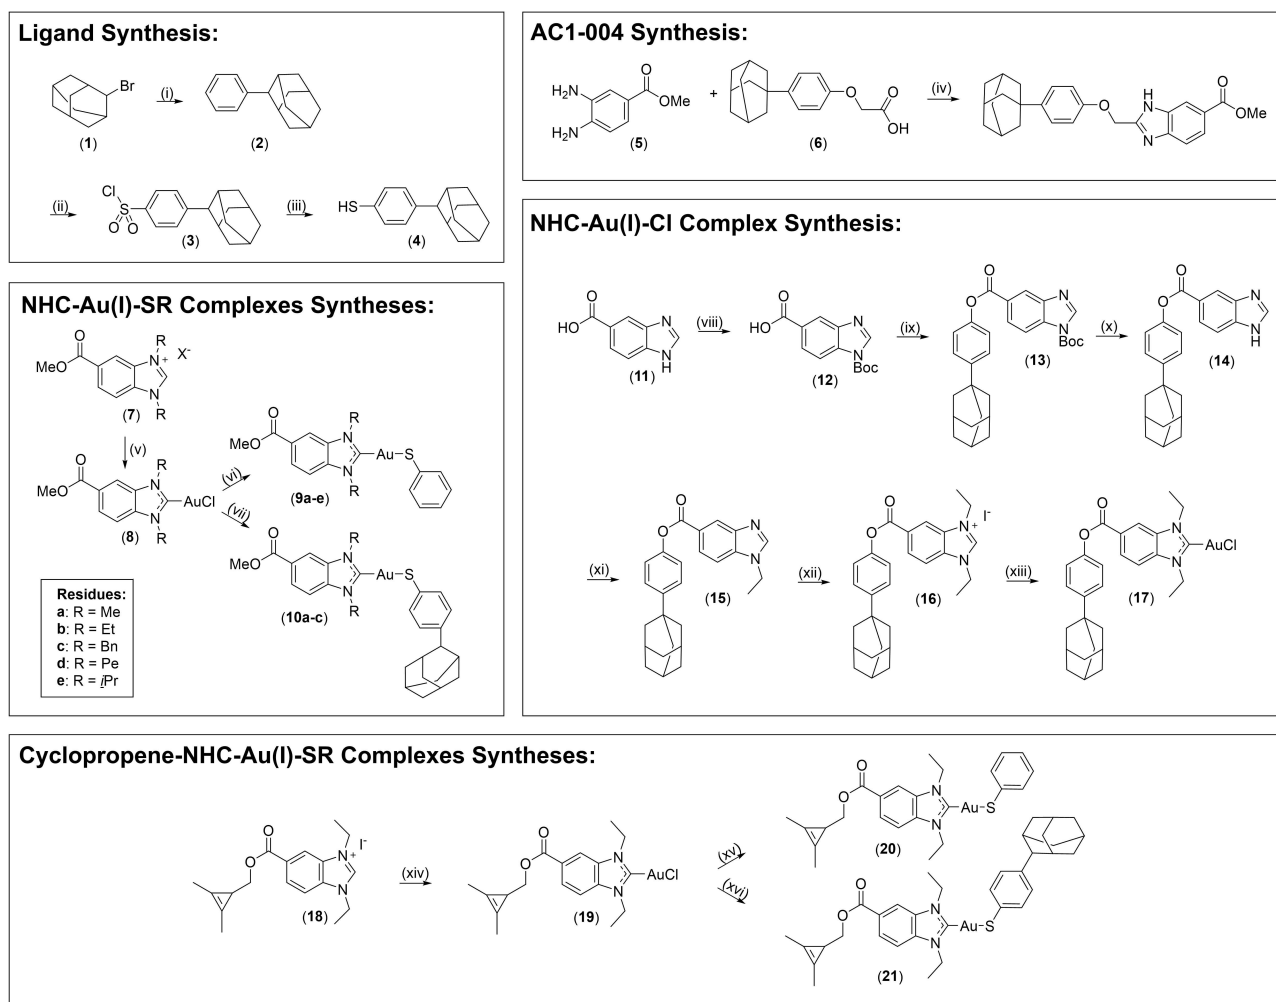 Ligand Synthesis:
Br
(i)
(1)
(2)
(ii)
Cl
S
O
O
(3)
(iii)
HS
(4)
AC1-004 Synthesis:
NH₂
NH₂
O
OMe
(5)
+
O
O
OH
(6)
(iv)
O
H
N
N
O
OMe
NHC-Au(I)-SR Complexes Syntheses:
O
MeO
R
N
+
X-
N
R
(7)
(v)
O
MeO
R
N
AuCl
N
R
(8)
(vi)
(vii)
O
MeO
R
N
Au
S
N
R
(9a-e)
O
MeO
R
N
Au
S
N
R
(10a-c)
Residues:
a: R = Me
b: R = Et
c: R = Bn
d: R = Pe
e: R = iPr
NHC-Au(I)-Cl Complex Synthesis:
O
HO
N
N
H
(11)
(viii)
O
HO
N
N
Boc
(12)
(ix)
O
O
N
N
Boc
(13)
(x)
O
O
N
N
H
(14)
(xi)
O
O
N
N
(15)
(xii)
O
O
N
+
I-
N
(16)
(xiii)
O
O
N
AuCl
N
(17)
Cyclopropene-NHC-Au(I)-SR Complexes Syntheses:
O
O
N
+
I-
N
(18)
(xiv)
O
O
N
AuCl
N
(19)
(xv)
(xvi)
O
O
N
Au
S
N
(20)
O
O
N
Au
S
N
(21)